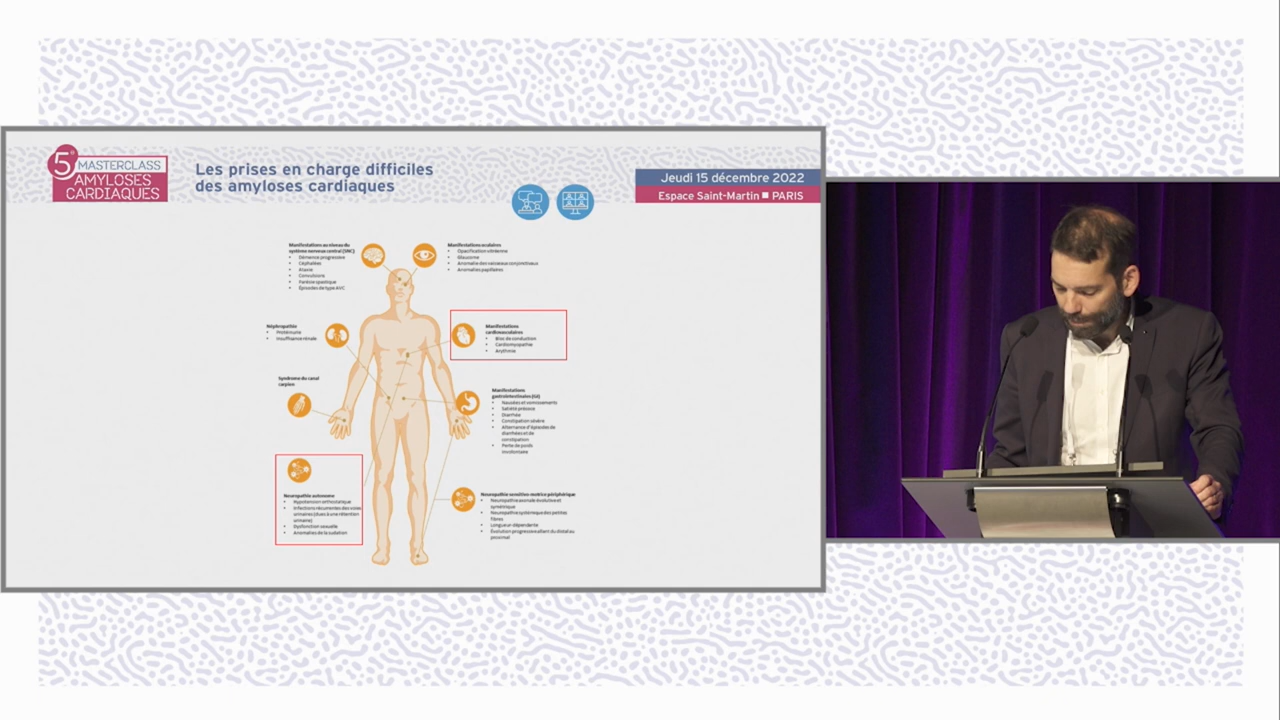 5e MASTERCLASS
AMYLOSES
CARDIAQUES
Les prises en charge difficiles
des amyloses cardiaques
Jeudi 15 décembre 2022
Espace Saint-Martin ■ PARIS
Manifestations au niveau du
système nerveux central (SNC)
• Démence progressive
• Céphalées
• Ataxie
• Convulsions
• Parésie spastique
• Épisodes de type AVC
Manifestations oculaires
• Opacification vitréenne
• Glaucome
• Anomalie des vaisseaux conjonctivaux
• Anomalies papillaires
Néphropathie
• Protéinurie
• Insuffisance rénale
Manifestations
cardiovasculaires
• Bloc de conduction
• Cardiomyopathie
• Arythmie
Syndrome du canal
carpien
Manifestations
gastrointestinales (GI)
• Nausées et vomissements
• Satiété précoce
• Diarrhée
• Constipation sévère
• Alternance d'épisodes de
diarrhées et de
constipation
• Perte de poids
involontaire
Neuropathie autonome
• Hypotension orthostatique
• Infections récurrentes des voies
urinaires (dues à une rétention
urinaire)
• Dysfonction sexuelle
• Anomalies de la sudation
Neuropathie sensitivo-motrice périphérique
• Neuropathie axonale évolutive et
symétrique
• Neuropathie systémique des petites
fibres
• Longueur-dépendante
• Évolution progressive allant du distal au
proximal